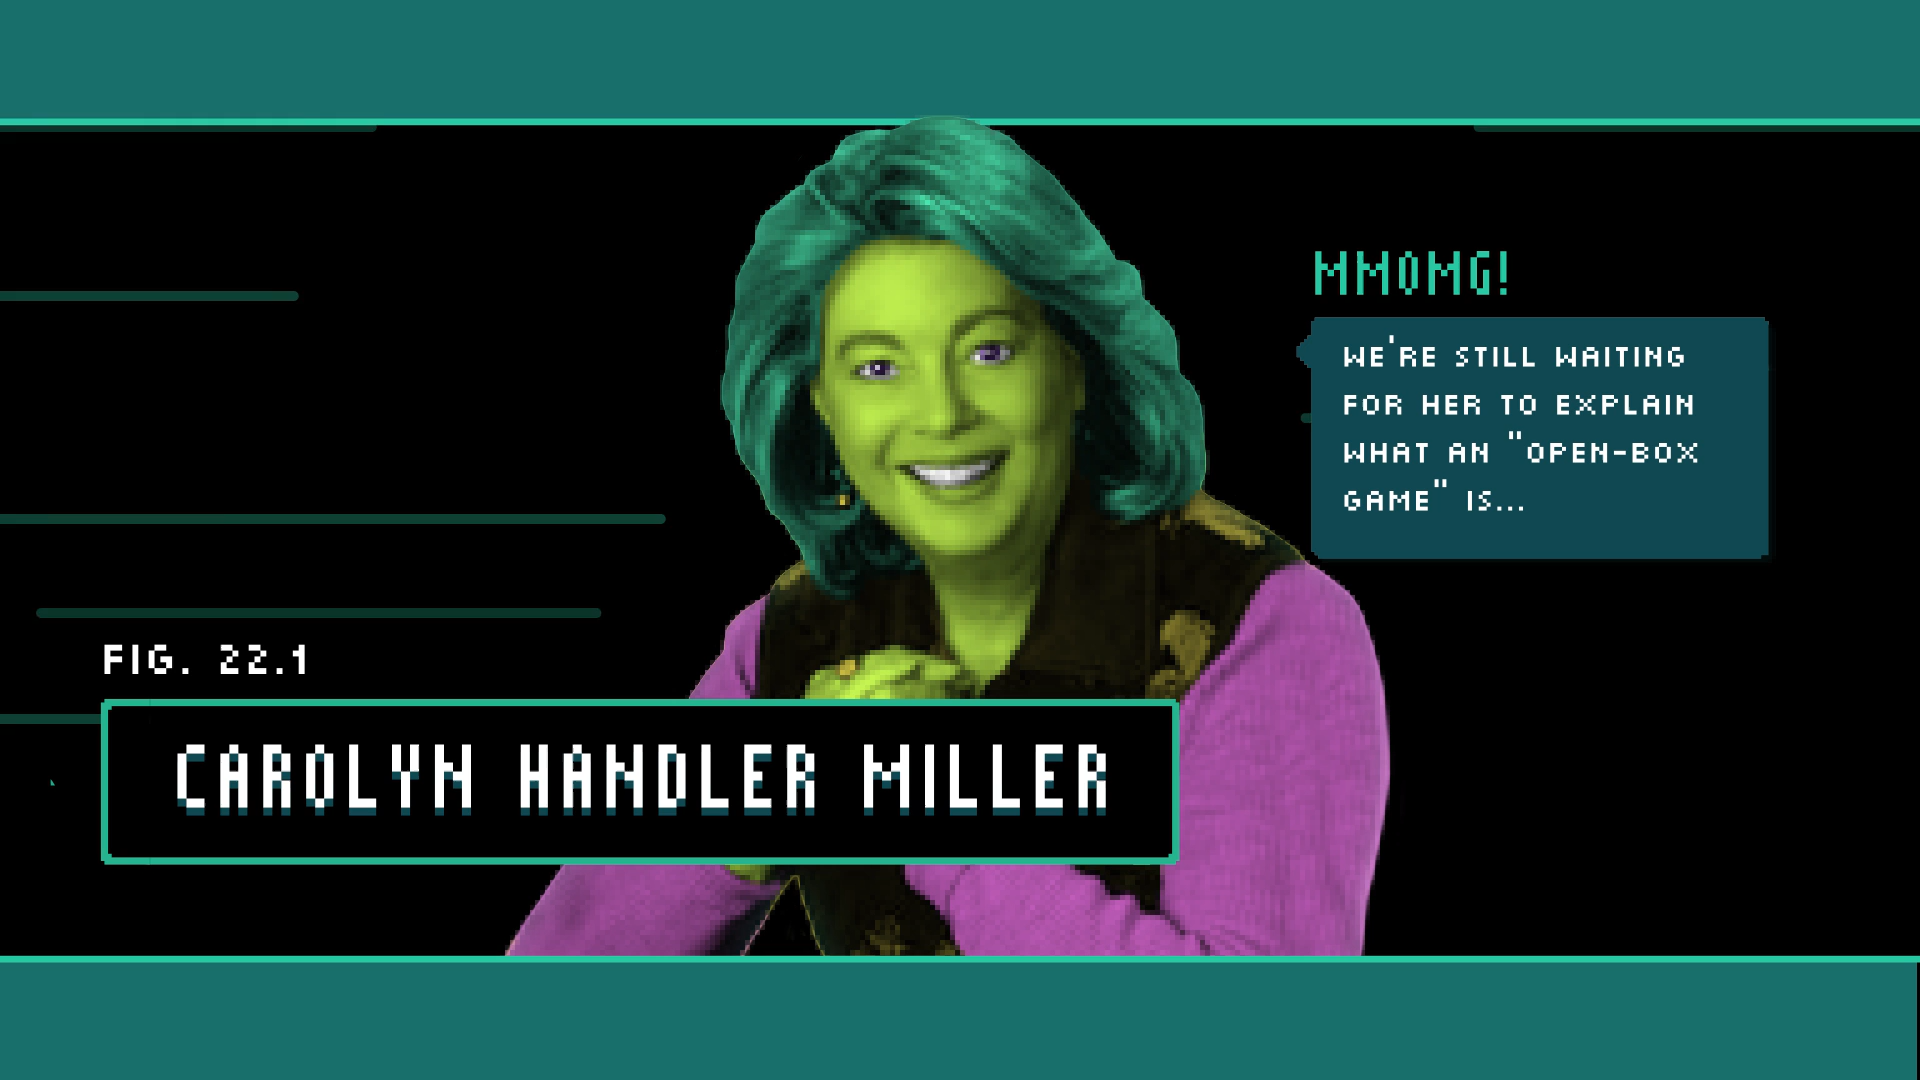 MMOMG!
WE'RE STILL WAITING
FOR HER TO EXPLAIN
WHAT AN "OPEN-BOX
GAME" IS...
FIG. 22.1
CAROLYN HANDLER MILLER